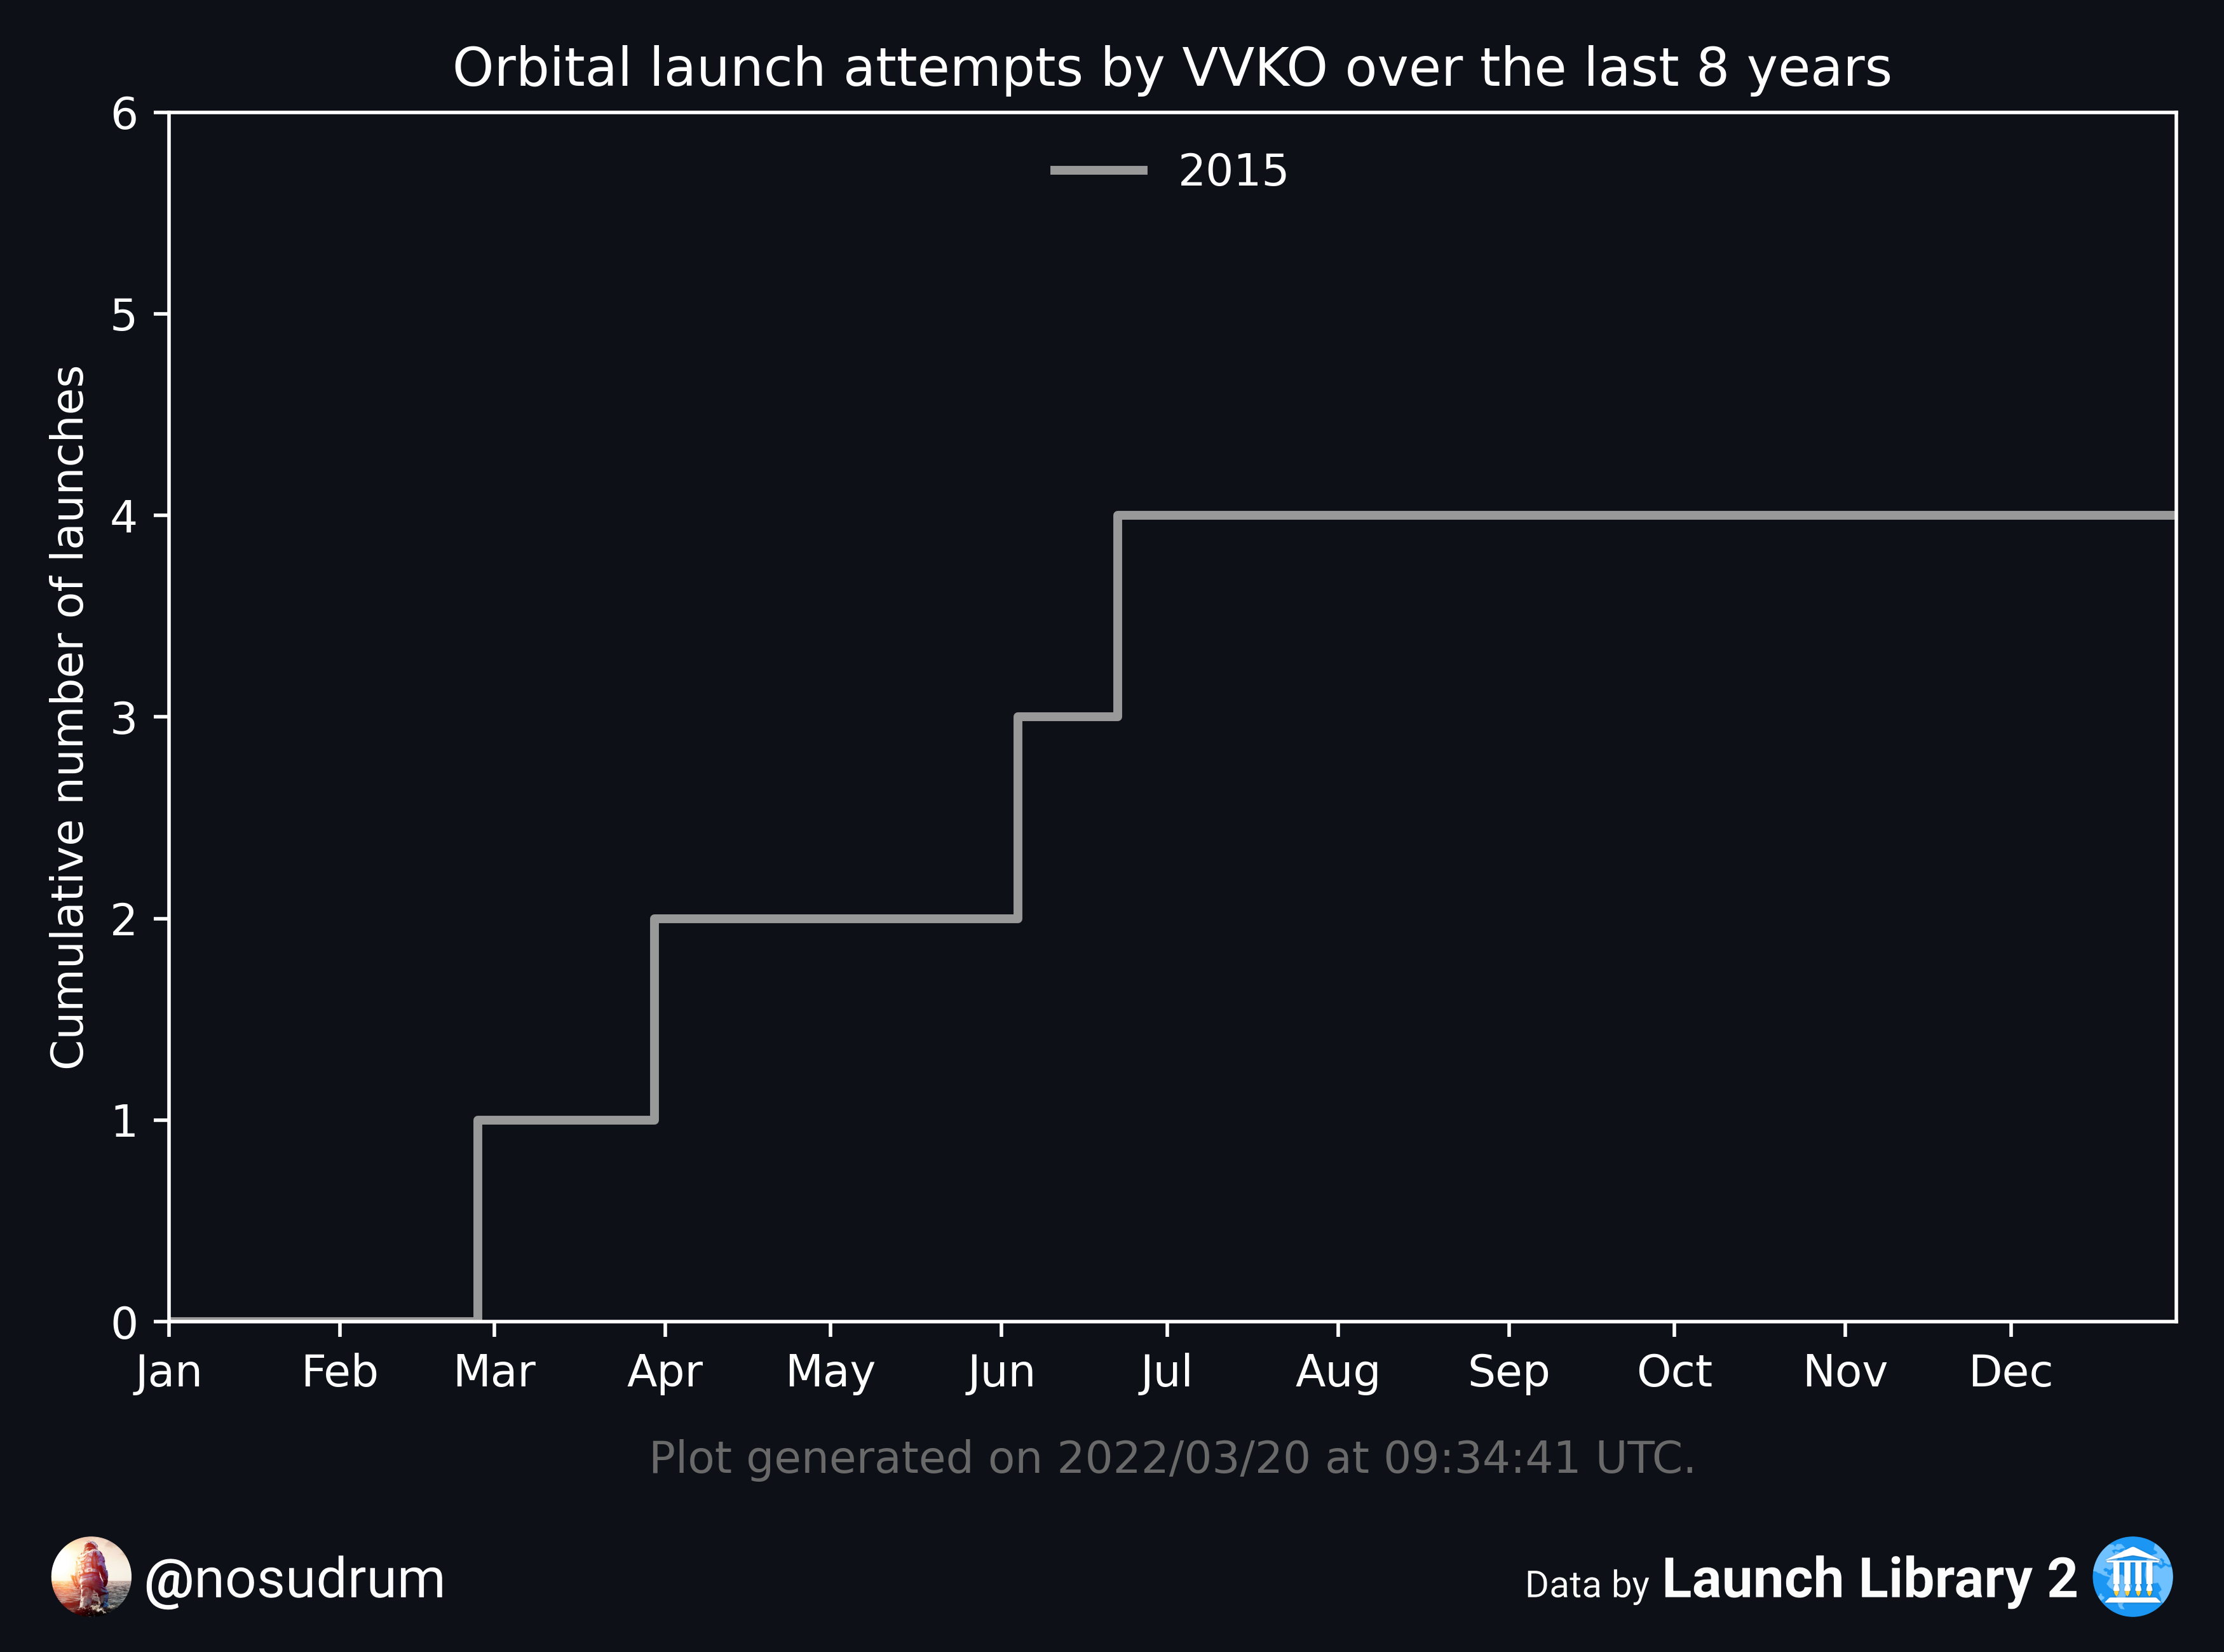 Orbital launch attempts by VVKO over the last 8 years
2015
6
5
4
3
2
1
0
Cumulative number of launches
Jan Feb Mar Apr May Jun Jul Aug Sep Oct Nov Dec
Plot generated on 2022/03/20 at 09:34:41 UTC.
@nosudrum
Data by Launch Library 2